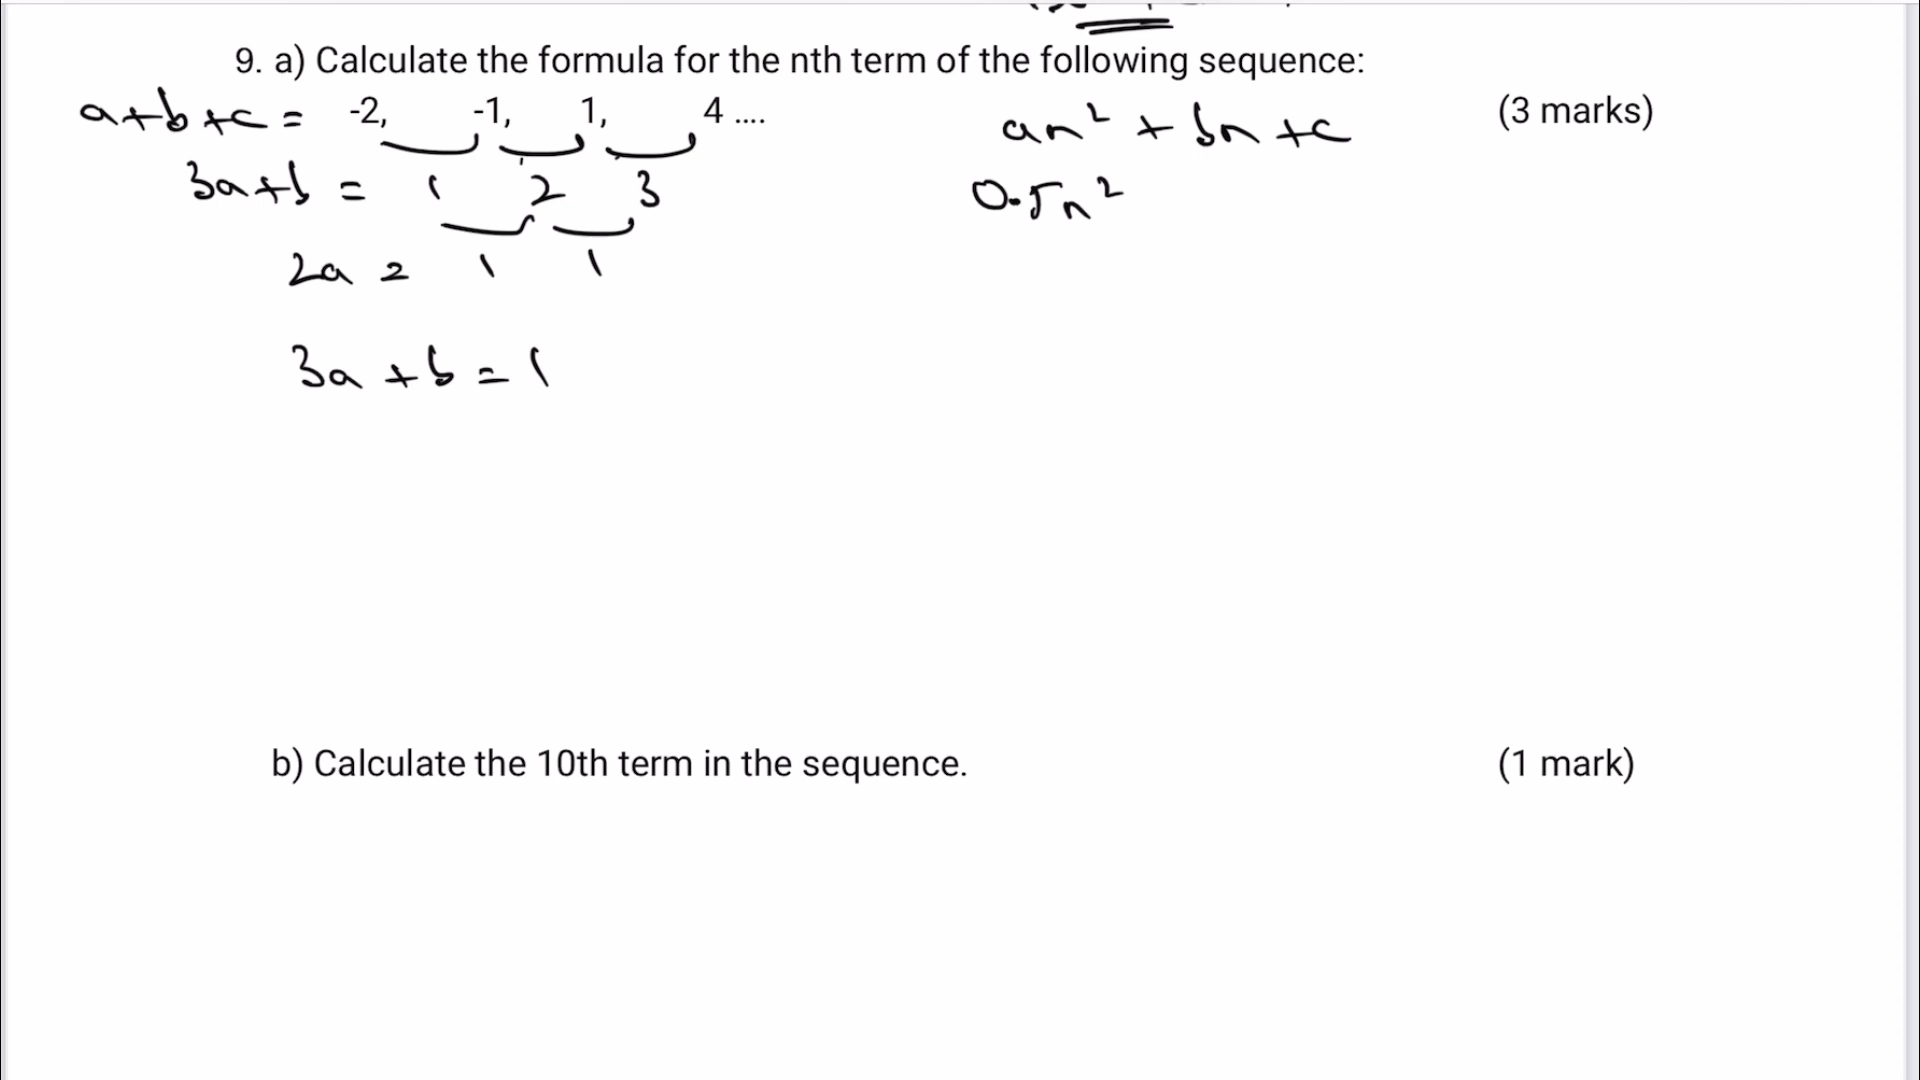 9. a) Calculate the formula for the nth term of the following sequence:
a+b+c = -2, -1, 1, 4 .... an² + bn + c (3 marks)
3a+b = 1 2 3 0.5n²
2a = 1 1
3a + b = 1
b) Calculate the 10th term in the sequence. (1 mark)